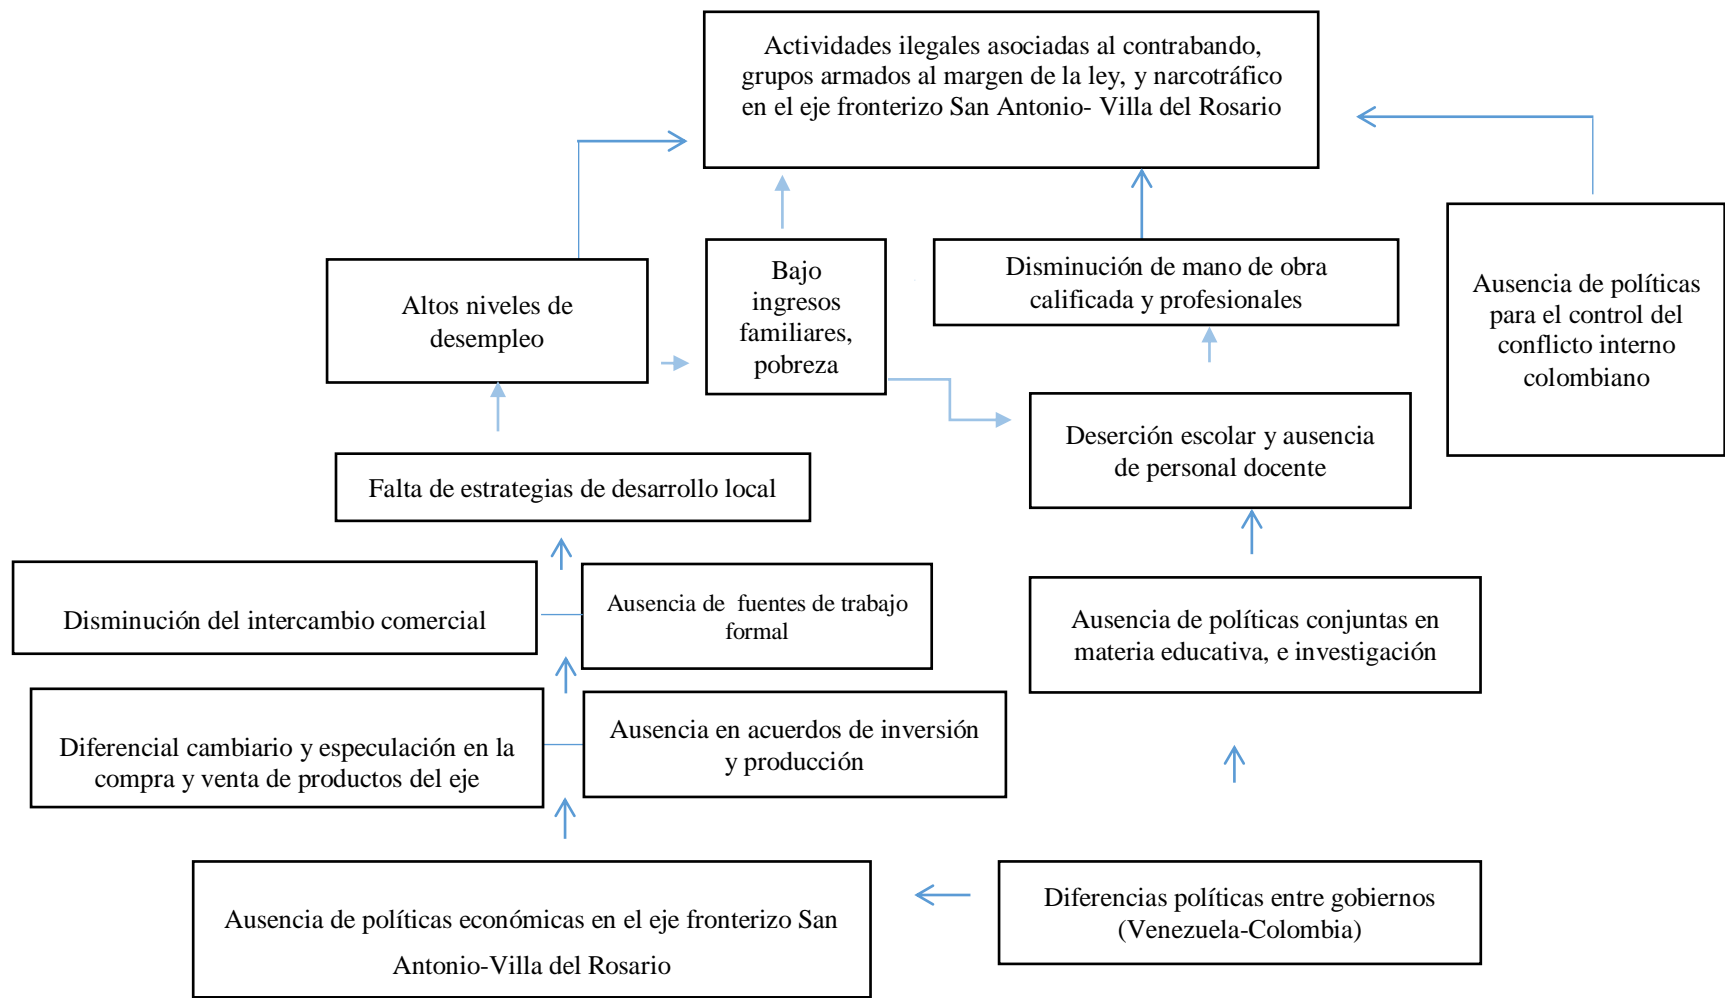 Actividades ilegales asociadas al contrabando,
grupos armados al margen de la ley, y narcotráfico
en el eje fronterizo San Antonio- Villa del Rosario
Altos niveles de
desempleo
Bajo
ingresos
familiares,
pobreza
Disminución de mano de obra
calificada y profesionales
Ausencia de políticas
para el control del
conflicto interno
colombiano
Deserción escolar y ausencia
de personal docente
Falta de estrategias de desarrollo local
Disminución del intercambio comercial
Ausencia de  fuentes de trabajo
formal
Ausencia de políticas conjuntas en
materia educativa, e investigación
Diferencial cambiario y especulación en la
compra y venta de productos del eje
Ausencia en acuerdos de inversión
y producción
Ausencia de políticas económicas en el eje fronterizo San
Antonio-Villa del Rosario
Diferencias políticas entre gobiernos
(Venezuela-Colombia)